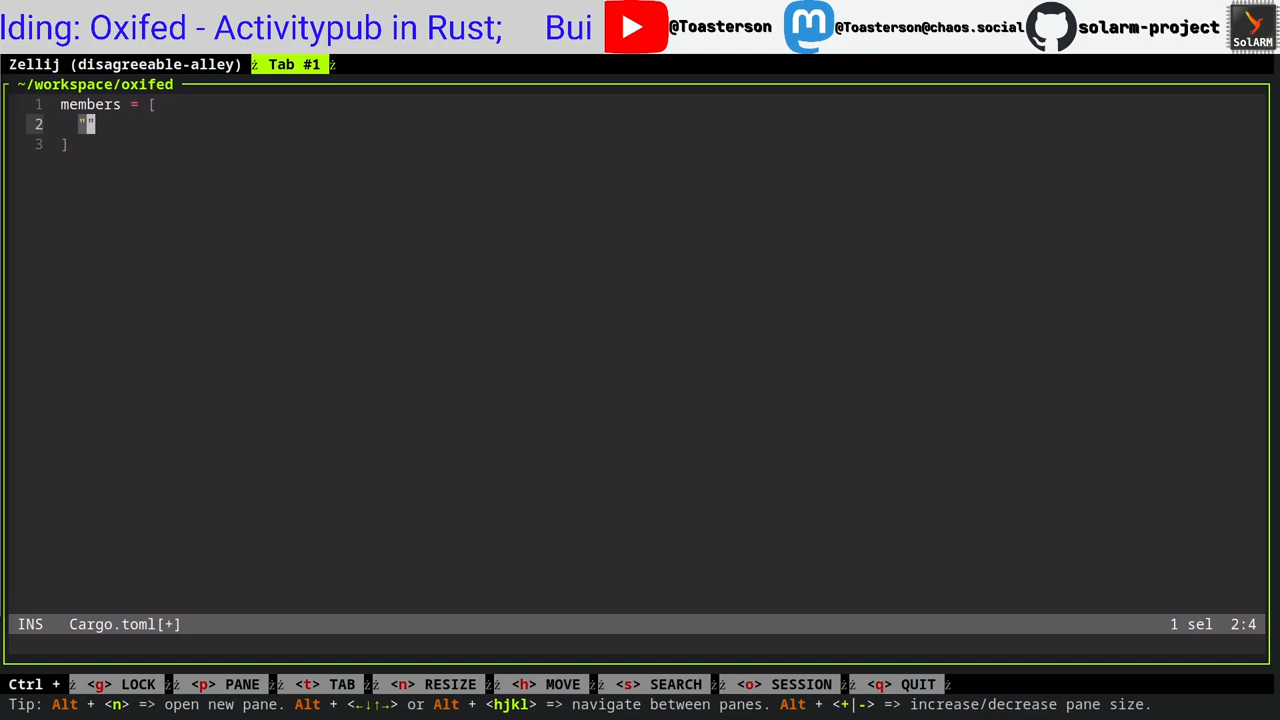 lding: Oxifed - Activitypub in Rust; Bui @Toasterson @Toasterson@chaos.social solarm-project SolARM
Zellij (disagreeable-alley) Tab #1
~/workspace/oxifed
1 members = [
2 ""
3 ]
INS Cargo.toml[+] 1 sel 2:4
Ctrl + <g> LOCK <p> PANE <t> TAB <n> RESIZE <h> MOVE <s> SEARCH <o> SESSION <q> QUIT
Tip: Alt + <n> => open new pane. Alt + <←↓↑→> or Alt + <hjkl> => navigate between panes. Alt + <+|-> => increase/decrease pane size.